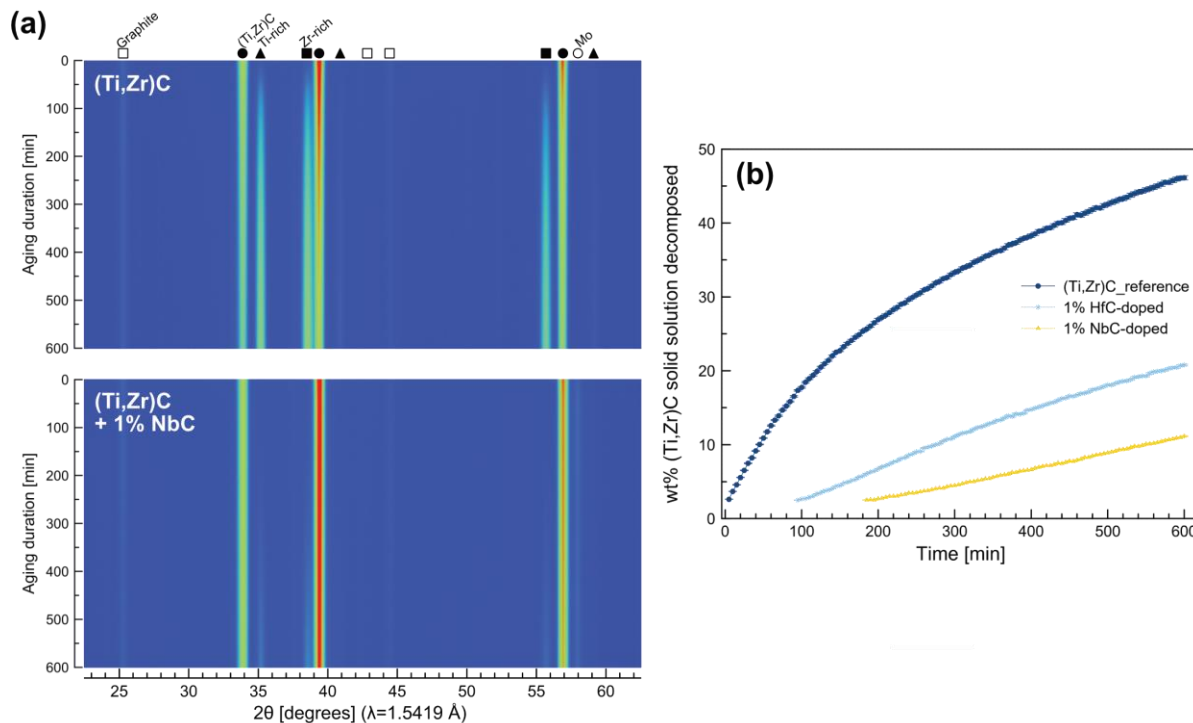 (a)
Graphite
(Ti,Zr)C
Ti-rich
Zr-rich
Mo
(Ti,Zr)C
0
100
200
300
400
500
600
Aging duration [min]
(Ti,Zr)C
+ 1% NbC
0
100
200
300
400
500
600
Aging duration [min]
25 30 35 40 45 50 55 60
2θ [degrees] (λ=1.5419 Å)
(b)
50
40
30
20
10
0
wt% (Ti,Zr)C solid solution decomposed
(Ti,Zr)C_reference
1% HfC-doped
1% NbC-doped
0 100 200 300 400 500 600
Time [min]